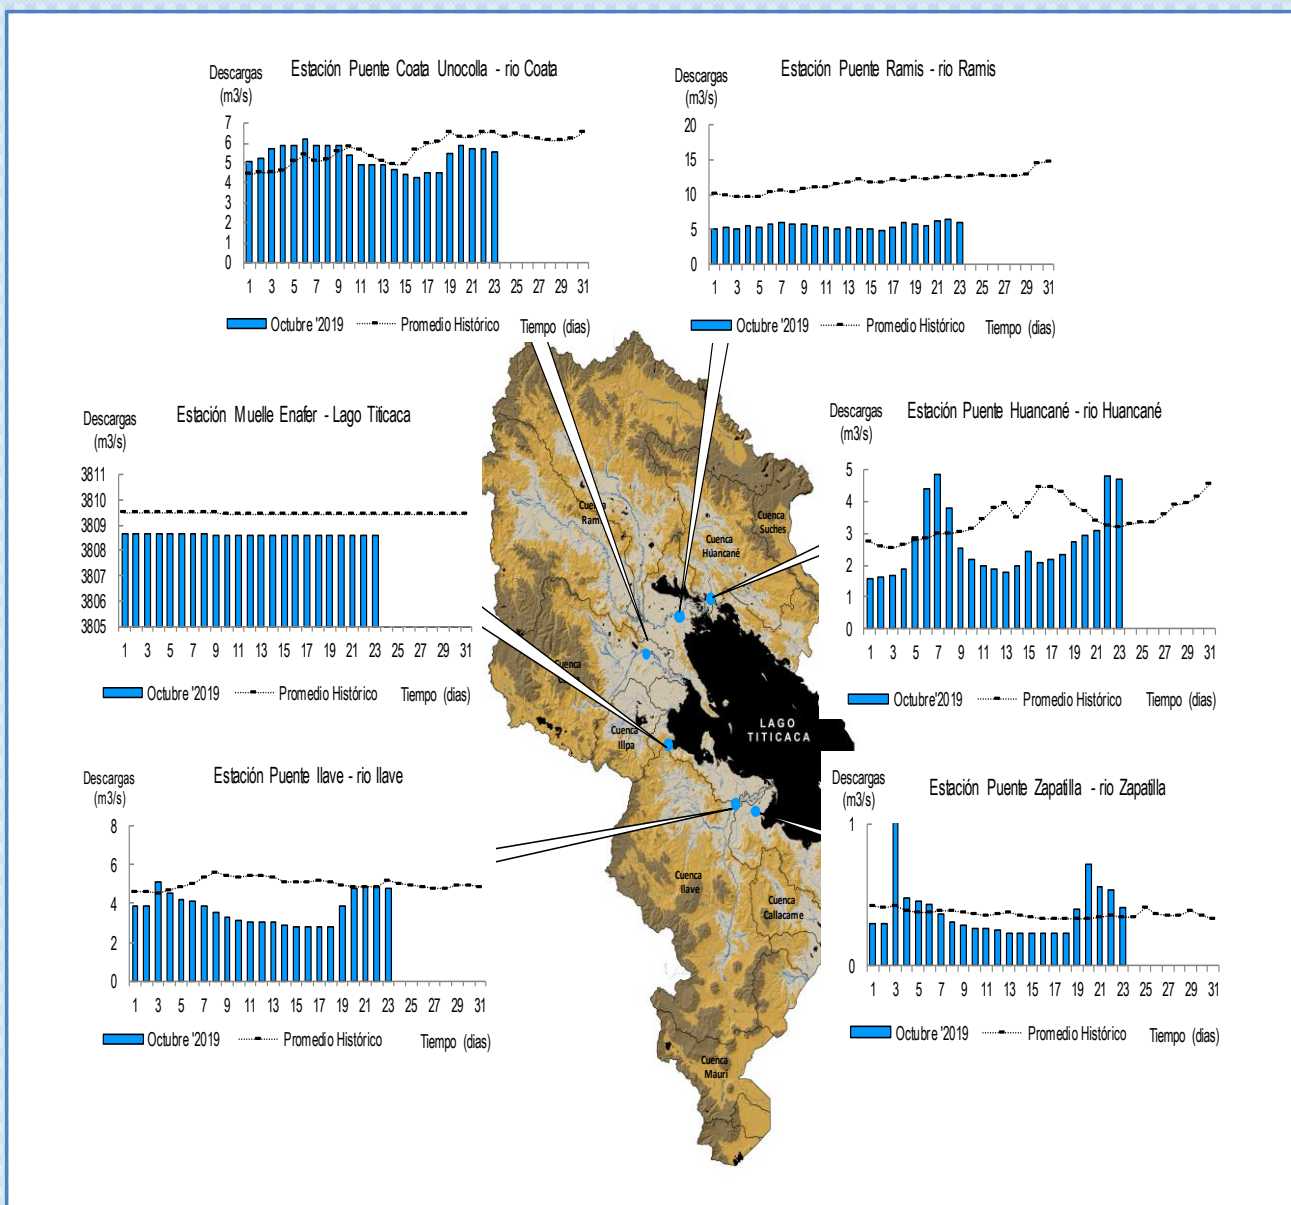 Estación Puente Coata Unocolla - rio Coata
Descargas
(m3/s)
7
6
5
4
3
2
1
0
1 3 5 7 9 11 13 15 17 19 21 23 25 27 29 31
Octubre '2019 Promedio Histórico Tiempo (dias)
Estación Puente Ramis - rio Ramis
Descargas
(m3/s)
20
15
10
5
0
1 3 5 7 9 11 13 15 17 19 21 23 25 27 29 31
Octubre '2019 Promedio Histórico Tiempo (dias)
Estación Muelle Enafer - Lago Titicaca
Descargas
(m3/s)
3811
3810
3809
3808
3807
3806
3805
1 3 5 7 9 11 13 15 17 19 21 23 25 27 29 31
Octubre '2019 Promedio Histórico Tiempo (dias)
Estación Puente Huancané - rio Huancané
Descargas
(m3/s)
5
4
3
2
1
0
1 3 5 7 9 11 13 15 17 19 21 23 25 27 29 31
Octubre'2019 Promedio Histórico Tiempo (dias)
Cuenca
Suches
Cuenca
Huancané
Cuenca
Cuenca
Illpa
LAGO
TITICACA
Cuenca
Ilave
Cuenca
Callacame
Cuenca
Mauri
Estación Puente Ilave - rio Ilave
Descargas
(m3/s)
8
6
4
2
0
1 3 5 7 9 11 13 15 17 19 21 23 25 27 29 31
Octubre '2019 Promedio Histórico Tiempo (dias)
Estación Puente Zapatilla - rio Zapatilla
Descargas
(m3/s)
1
0
1 3 5 7 9 11 13 15 17 19 21 23 25 27 29 31
Octubre '2019 Promedio Histórico Tiempo (dias)